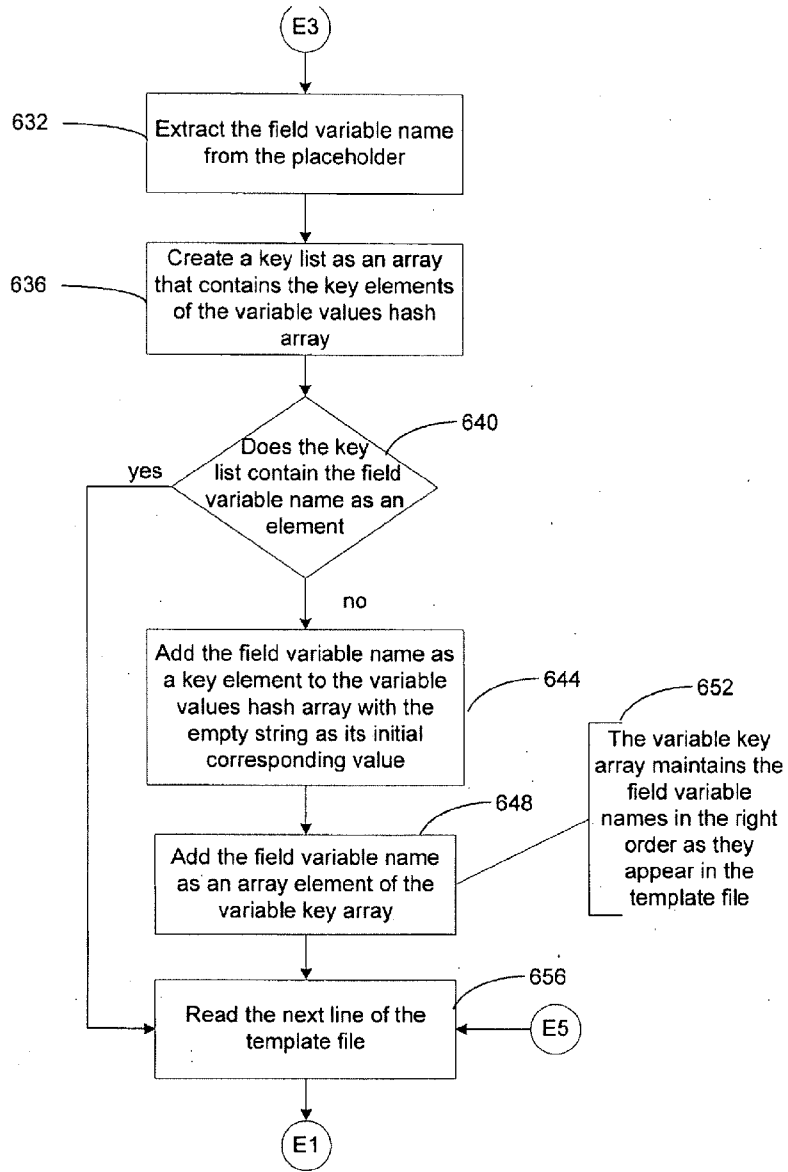 E3
632
Extract the field variable name
from the placeholder
636
Create a key list as an array
that contains the key elements
of the variable values hash
array
640
Does the key
list contain the field
variable name as an
element
yes
no
Add the field variable name as
a key element to the variable
values hash array with the
empty string as its initial
corresponding value
644
652
The variable key
array maintains the
field variable
names in the right
order as they
appear in the
template file
648
Add the field variable name
as an array element of the
variable key array
656
Read the next line of the
template file
E5
E1